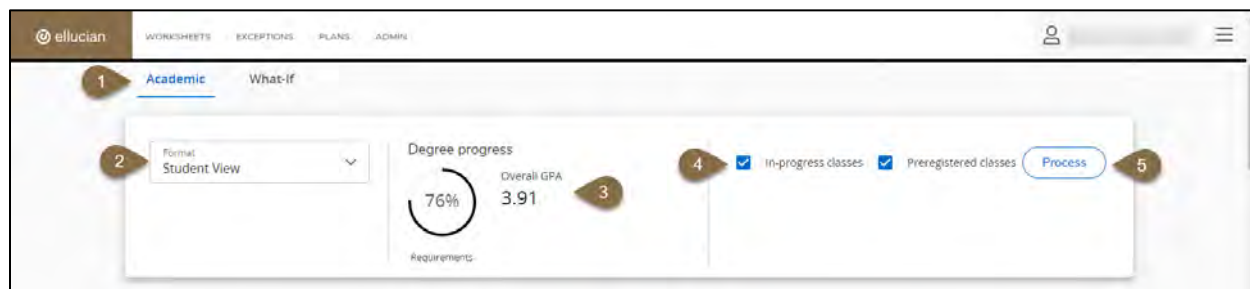 ellucian WORKSHEETS EXCEPTIONS PLANS ADMIN
1 Academic What-If
Format
2 Student View
Degree progress
76%
Overall GPA
3.91 3
Requirements
4 In-progress classes Preregistered classes Process 5